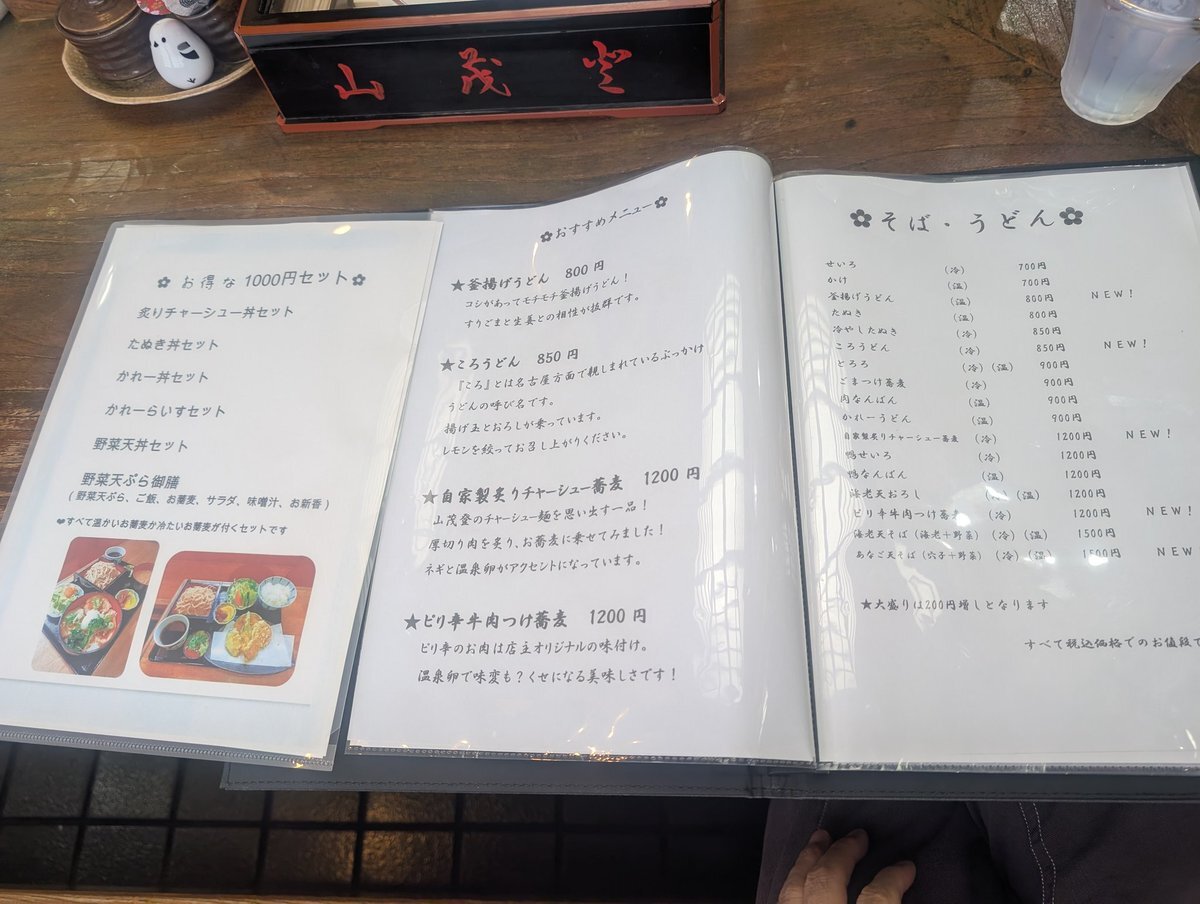 山茂登
✿ お得な 1000円セット✿
炙りチャーシュー丼セット
たぬき丼セット
かれー丼セット
かれーらいすセット
野菜天丼セット
野菜天ぷら御膳
( 野菜天ぷら、ご飯、お蕎麦、サラダ、味噌汁、お新香 )
❤すべて温かいお蕎麦か冷たいお蕎麦が付くセットです
✿おすすめメニュー✿
★釜揚げうどん 800 円
コシがあってモチモチ釜揚げうどん！
すりごまと生姜との相性が抜群です。
★ころうどん 850 円
『ころ』とは名古屋方面で親しまれているぶっかけ
うどんの呼び名です。
揚げ玉とおろしが乗っています。
レモンを絞ってお召し上がりください。
★自家製炙りチャーシュー蕎麦 1200 円
山茂登のチャーシュー麺を思い出す一品！
厚切り肉を炙り、お蕎麦に乗せてみました！
ネギと温泉卵がアクセントになっています。
★ピリ辛牛肉つけ蕎麦 1200 円
ピリ辛のお肉は店主オリジナルの味付け。
温泉卵で味変も？くせになる美味しさです！
✿そば・うどん✿
せいろ (冷) 700円
かけ (温) 700円
釜揚げうどん (温) 800円 NEW！
たぬき (温) 800円
冷やしたぬき (冷) 850円
ころうどん (冷) 850円 NEW！
とろろ (冷) (温) 900円
ごまつけ蕎麦 (冷) 900円
肉なんばん (温) 900円
かれーうどん (温) 900円
自家製炙りチャーシュー蕎麦 (冷) 1200円 NEW！
鴨せいろ (冷) 1200円
鴨なんばん (温) 1200円
海老天おろし (温) 1200円
ピリ辛牛肉つけ蕎麦 (冷) 1200円 NEW！
海老天そば (海老＋野菜) (冷) (温) 1500円
あなご天そば (穴子＋野菜) (冷) (温) 1500円 NEW
★大盛りは200円増しとなります
すべて税込価格でのお値段で